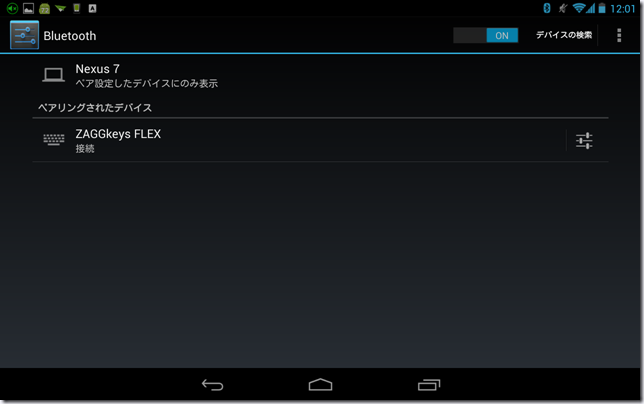 12:01
Bluetooth
ON
デバイスの検索
Nexus 7
ペア設定したデバイスにのみ表示
ペアリングされたデバイス
ZAGGkeys FLEX
接続